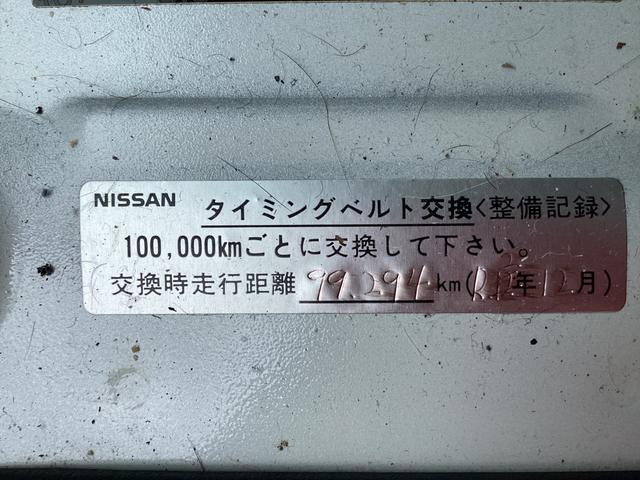 NISSAN タイミングベルト交換<整備記録>
100,000kmごとに交換して下さい。
交換時走行距離 99.294 km( 年12月)